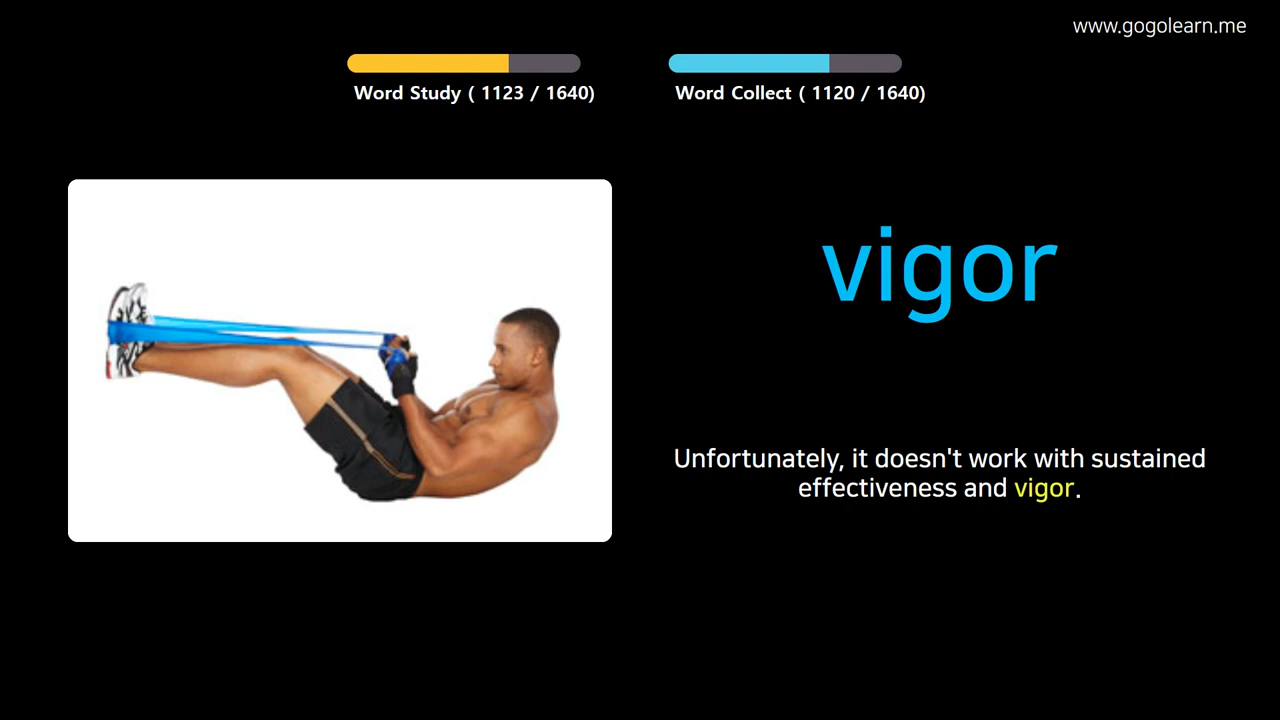 www.gogolearn.me
Word Study ( 1123 / 1640)
Word Collect ( 1120 / 1640)
vigor
Unfortunately, it doesn't work with sustained
effectiveness and vigor.